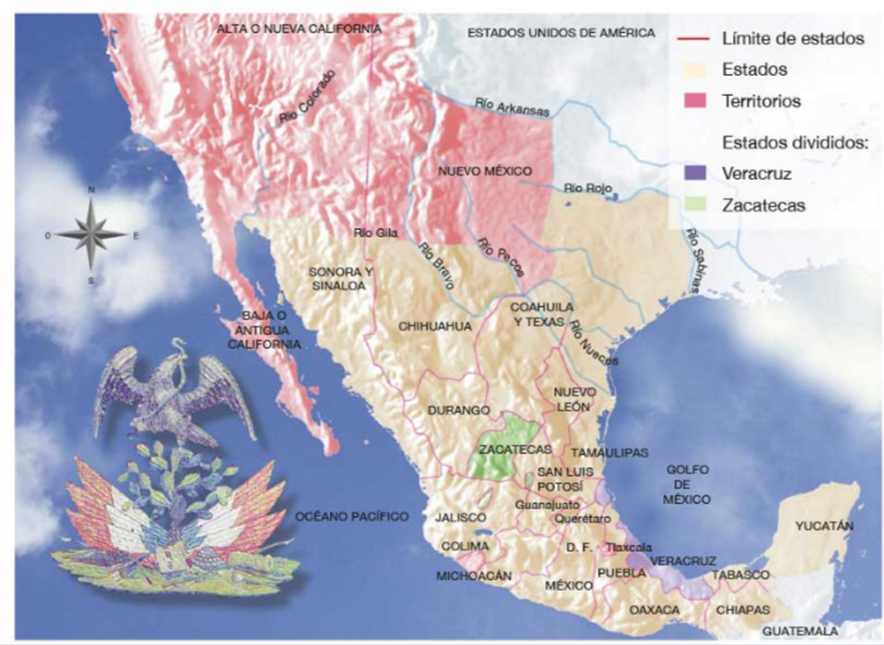 ALTA O NUEVA CALIFORNIA
ESTADOS UNIDOS DE AMÉRICA
Límite de estados
Estados
Territorios
Estados divididos:
Veracruz
Zacatecas
Río Colorado
Río Arkansas
NUEVO MÉXICO
Río Rojo
N
O
E
S
Río Gila
Río Bravo
Río Pecos
Río Sabinas
SONORA Y
SINALOA
BAJA O
ANTIGUA
CALIFORNIA
CHIHUAHUA
COAHUILA
Y TEXAS
Río Nueces
DURANGO
NUEVO
LEÓN
ZACATECAS
TAMAULIPAS
SAN LUIS
POTOSÍ
GOLFO
DE
MÉXICO
OCÉANO PACÍFICO
JALISCO
Guanajuato
Querétaro
YUCATÁN
COLIMA
D. F.
Tlaxcala
VERACRUZ
MICHOACÁN
MÉXICO
PUEBLA
TABASCO
OAXACA
CHIAPAS
GUATEMALA